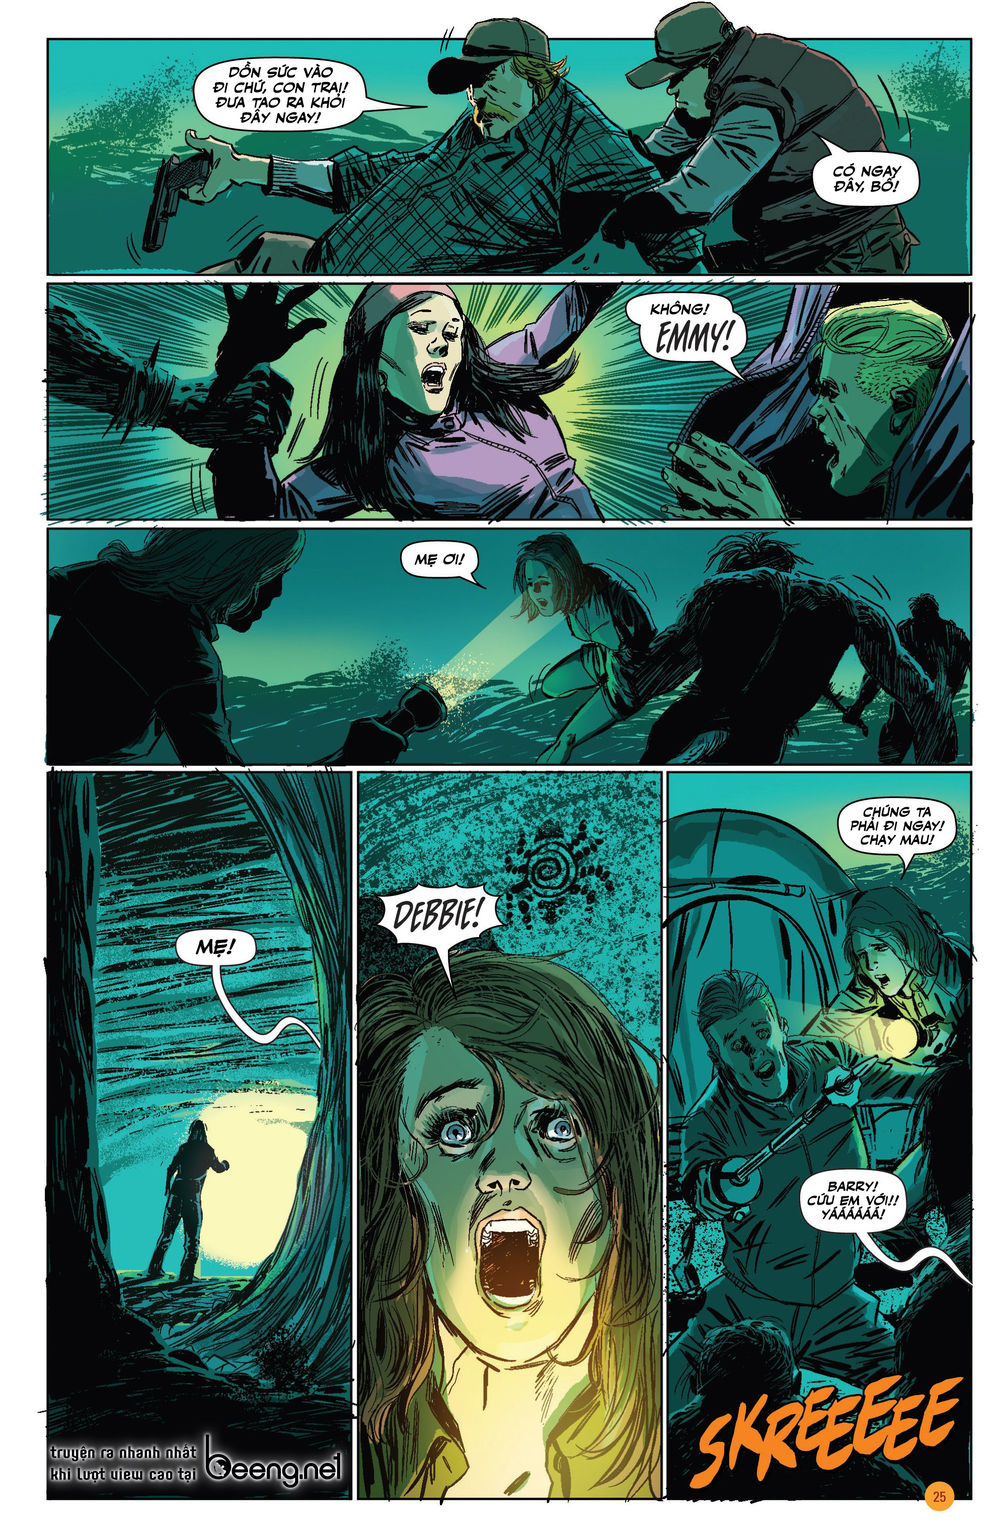 DỒN SỨC VÀO
ĐI CHỨ, CON TRAI!
ĐƯA TAO RA KHỎI
ĐÂY NGAY!
CÓ NGAY
ĐÂY, BỐ!
KHÔNG!
EMMY!
MẸ ƠI!
MẸ!
DEBBIE!
CHÚNG TA
PHẢI ĐI NGAY!
CHẠY MAU!
BARRY!
CỨU EM VỚI!!
YÁÁÁÁÁÁ!
SKREEEEEE
truyện ra nhanh nhất
khi lượt view cao tại
beeng.net
25